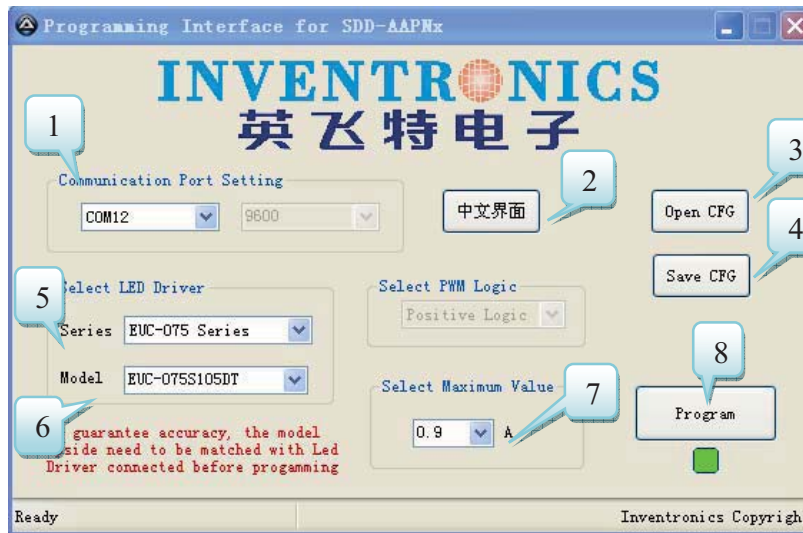 Programming Interface for SDD-AAPNx
INVENTRONICS
英飞特电子
1
Communication Port Setting
COM12
9600
2
中文界面
3
Open CFG
4
Save CFG
5
Select LED Driver
Series
EUC-075 Series
Model
EUC-075S105DT
6
Select PWM Logic
Positive Logic
Select Maximum Value
7
0.9
A
8
Program
guarantee accuracy, the model
side need to be matched with Led
Driver connected before progamming
Ready
Inventronics Copyrigh